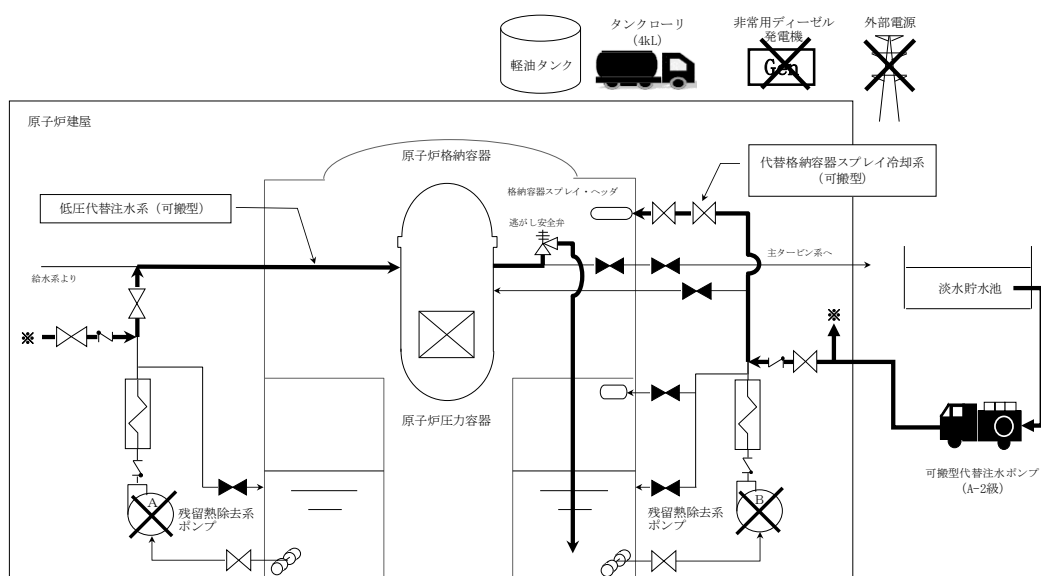 タンクローリ
(4kL)
非常用ディーゼル
発電機
外部電源
軽油タンク
Gen
原子炉建屋
原子炉格納容器
代替格納容器スプレイ冷却系
(可搬型)
格納容器スプレイ・ヘッダ
低圧代替注水系(可搬型)
逃がし安全弁
主タービン系へ
給水系より
淡水貯水池
※
※
原子炉圧力容器
可搬型代替注水ポンプ
(A-2級)
A
残留熱除去系
ポンプ
残留熱除去系
ポンプ
B